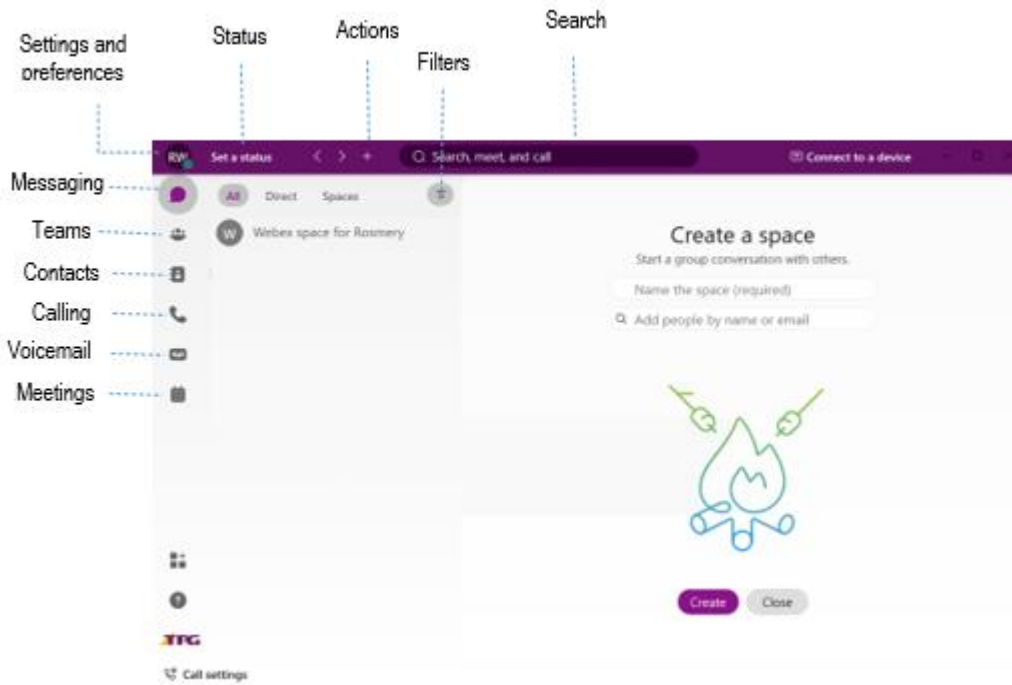 Search
Status
Actions
Settings and
preferences
Filters
RW
Set a status
Search, meet, and call
Connect to a device
Messaging
All
Direct
Spaces
Teams
W
Webex space for Rosmery
Create a space
Start a group conversation with others.
Contacts
Name the space (required)
Calling
Add people by name or email
Voicemail
Meetings
?
Create
Close
TPG
Call settings